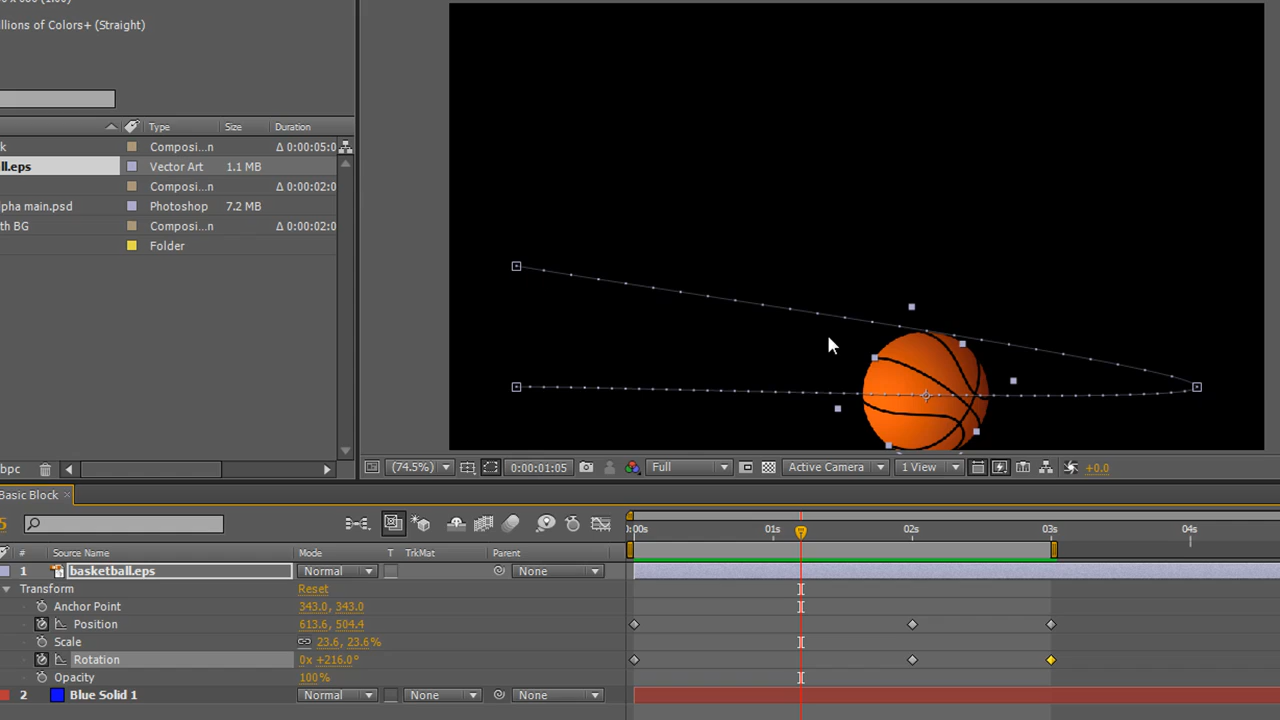 llions of Colors+ (Straight)
Type Size Duration
k Composi...n Δ 0:00:05:0
ll.eps Vector Art 1.1 MB
Composi...n Δ 0:00:02:0
lpha main.psd Photoshop 7.2 MB
th BG Composi...n Δ 0:00:02:0
Folder
bpc (74.5%) 0:00:01:05 Full Active Camera 1 View +0.0
Basic Block ×
5 :00s 01s 02s 03s 04s
# Source Name Mode T TrkMat Parent
1 basketball.eps Normal None
Transform Reset
Anchor Point 343.0, 343.0
Position 613.6, 504.4
Scale 23.6, 23.6%
Rotation 0x +216.0°
Opacity 100%
2 Blue Solid 1 Normal None None